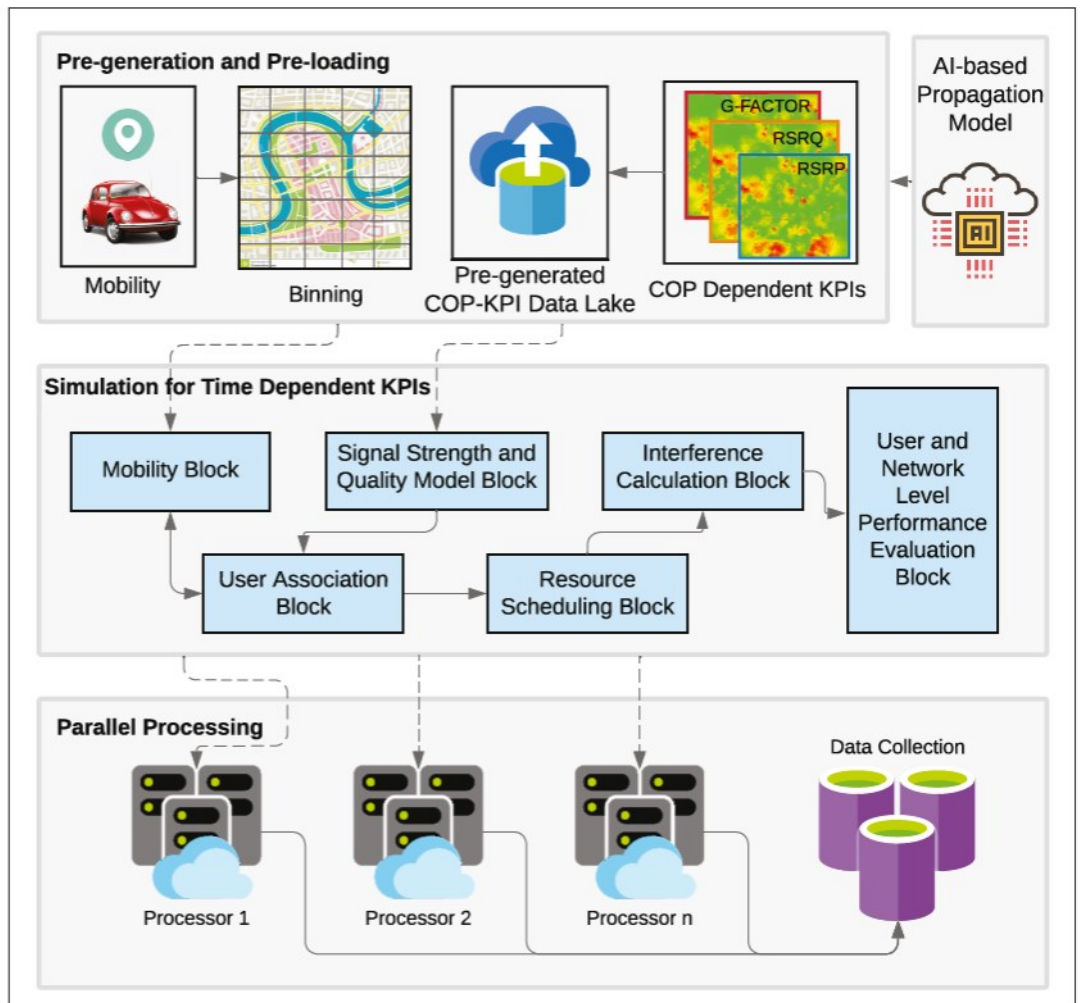 Pre-generation and Pre-loading
Mobility
Binning
Pre-generated
COP-KPI Data Lake
G-FACTOR
RSRQ
RSRP
COP Dependent KPIs
AI-based
Propagation
Model
AI
Simulation for Time Dependent KPIs
Mobility Block
Signal Strength and
Quality Model Block
Interference
Calculation Block
User and
Network
Level
Performance
Evaluation
Block
User Association
Block
Resource
Scheduling Block
Parallel Processing
Processor 1
Processor 2
Processor n
Data Collection